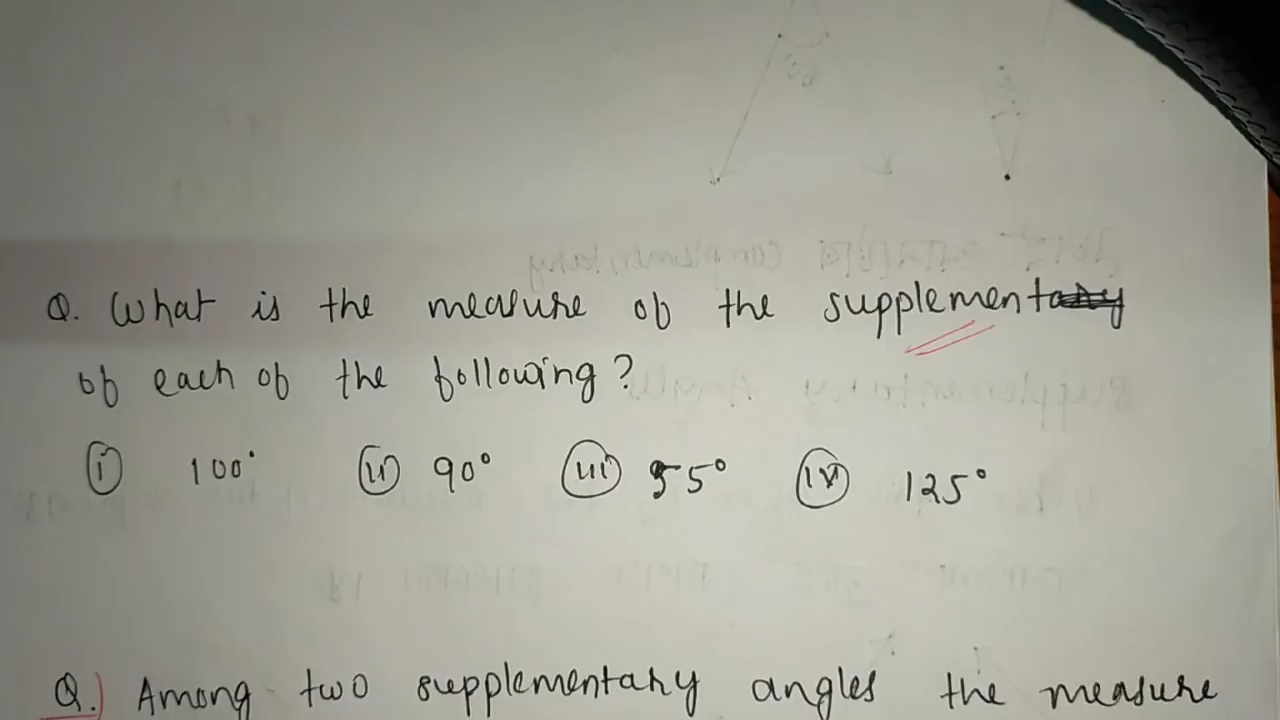 Q. What is the measure of the supplement
of each of the following?
(i) 100° (ii) 90° (iii) 55° (iv) 125°
Q.) Among two supplementary angles the measure